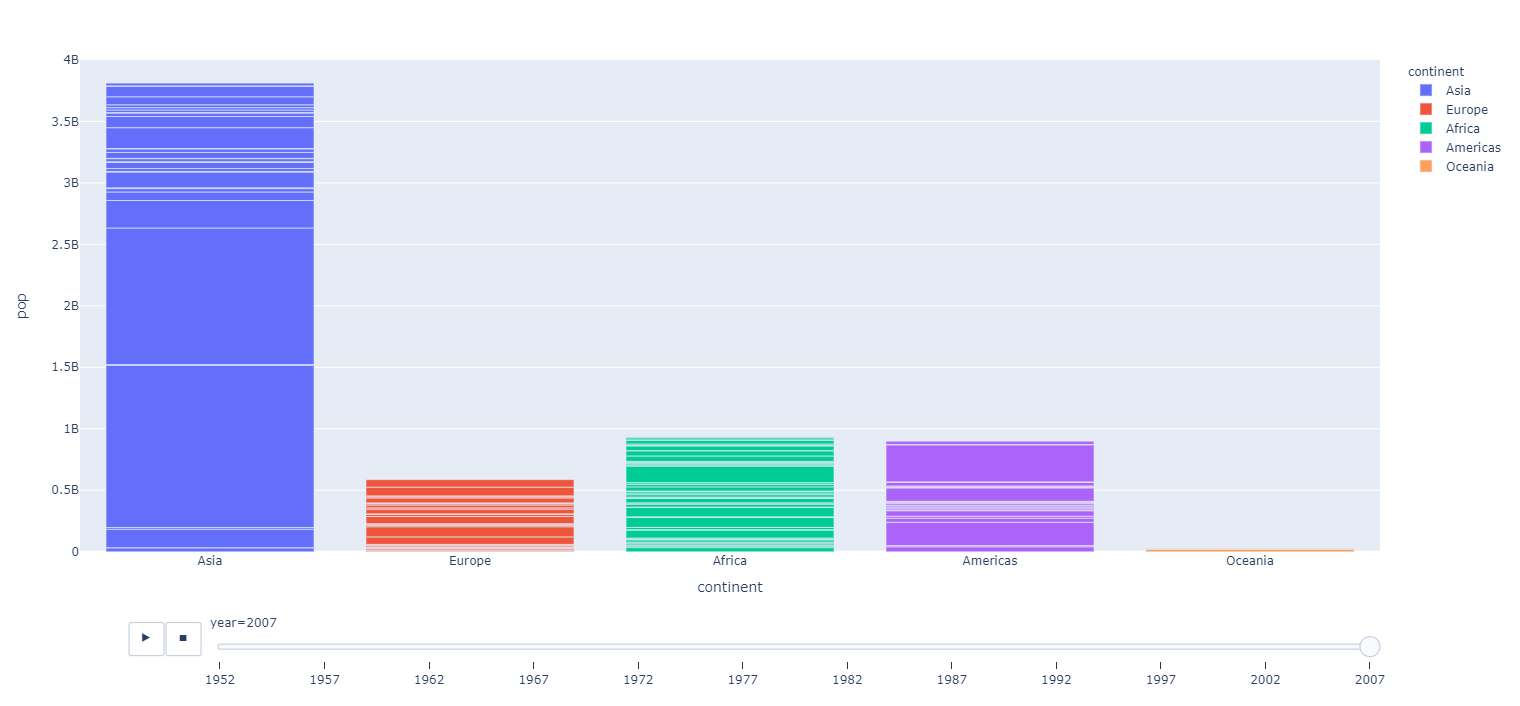 4B
3.5B
3B
2.5B
2B
1.5B
1B
0.5B
0
pop
Asia Europe Africa Americas Oceania
continent
continent
Asia
Europe
Africa
Americas
Oceania
year=2007
1952 1957 1962 1967 1972 1977 1982 1987 1992 1997 2002 2007